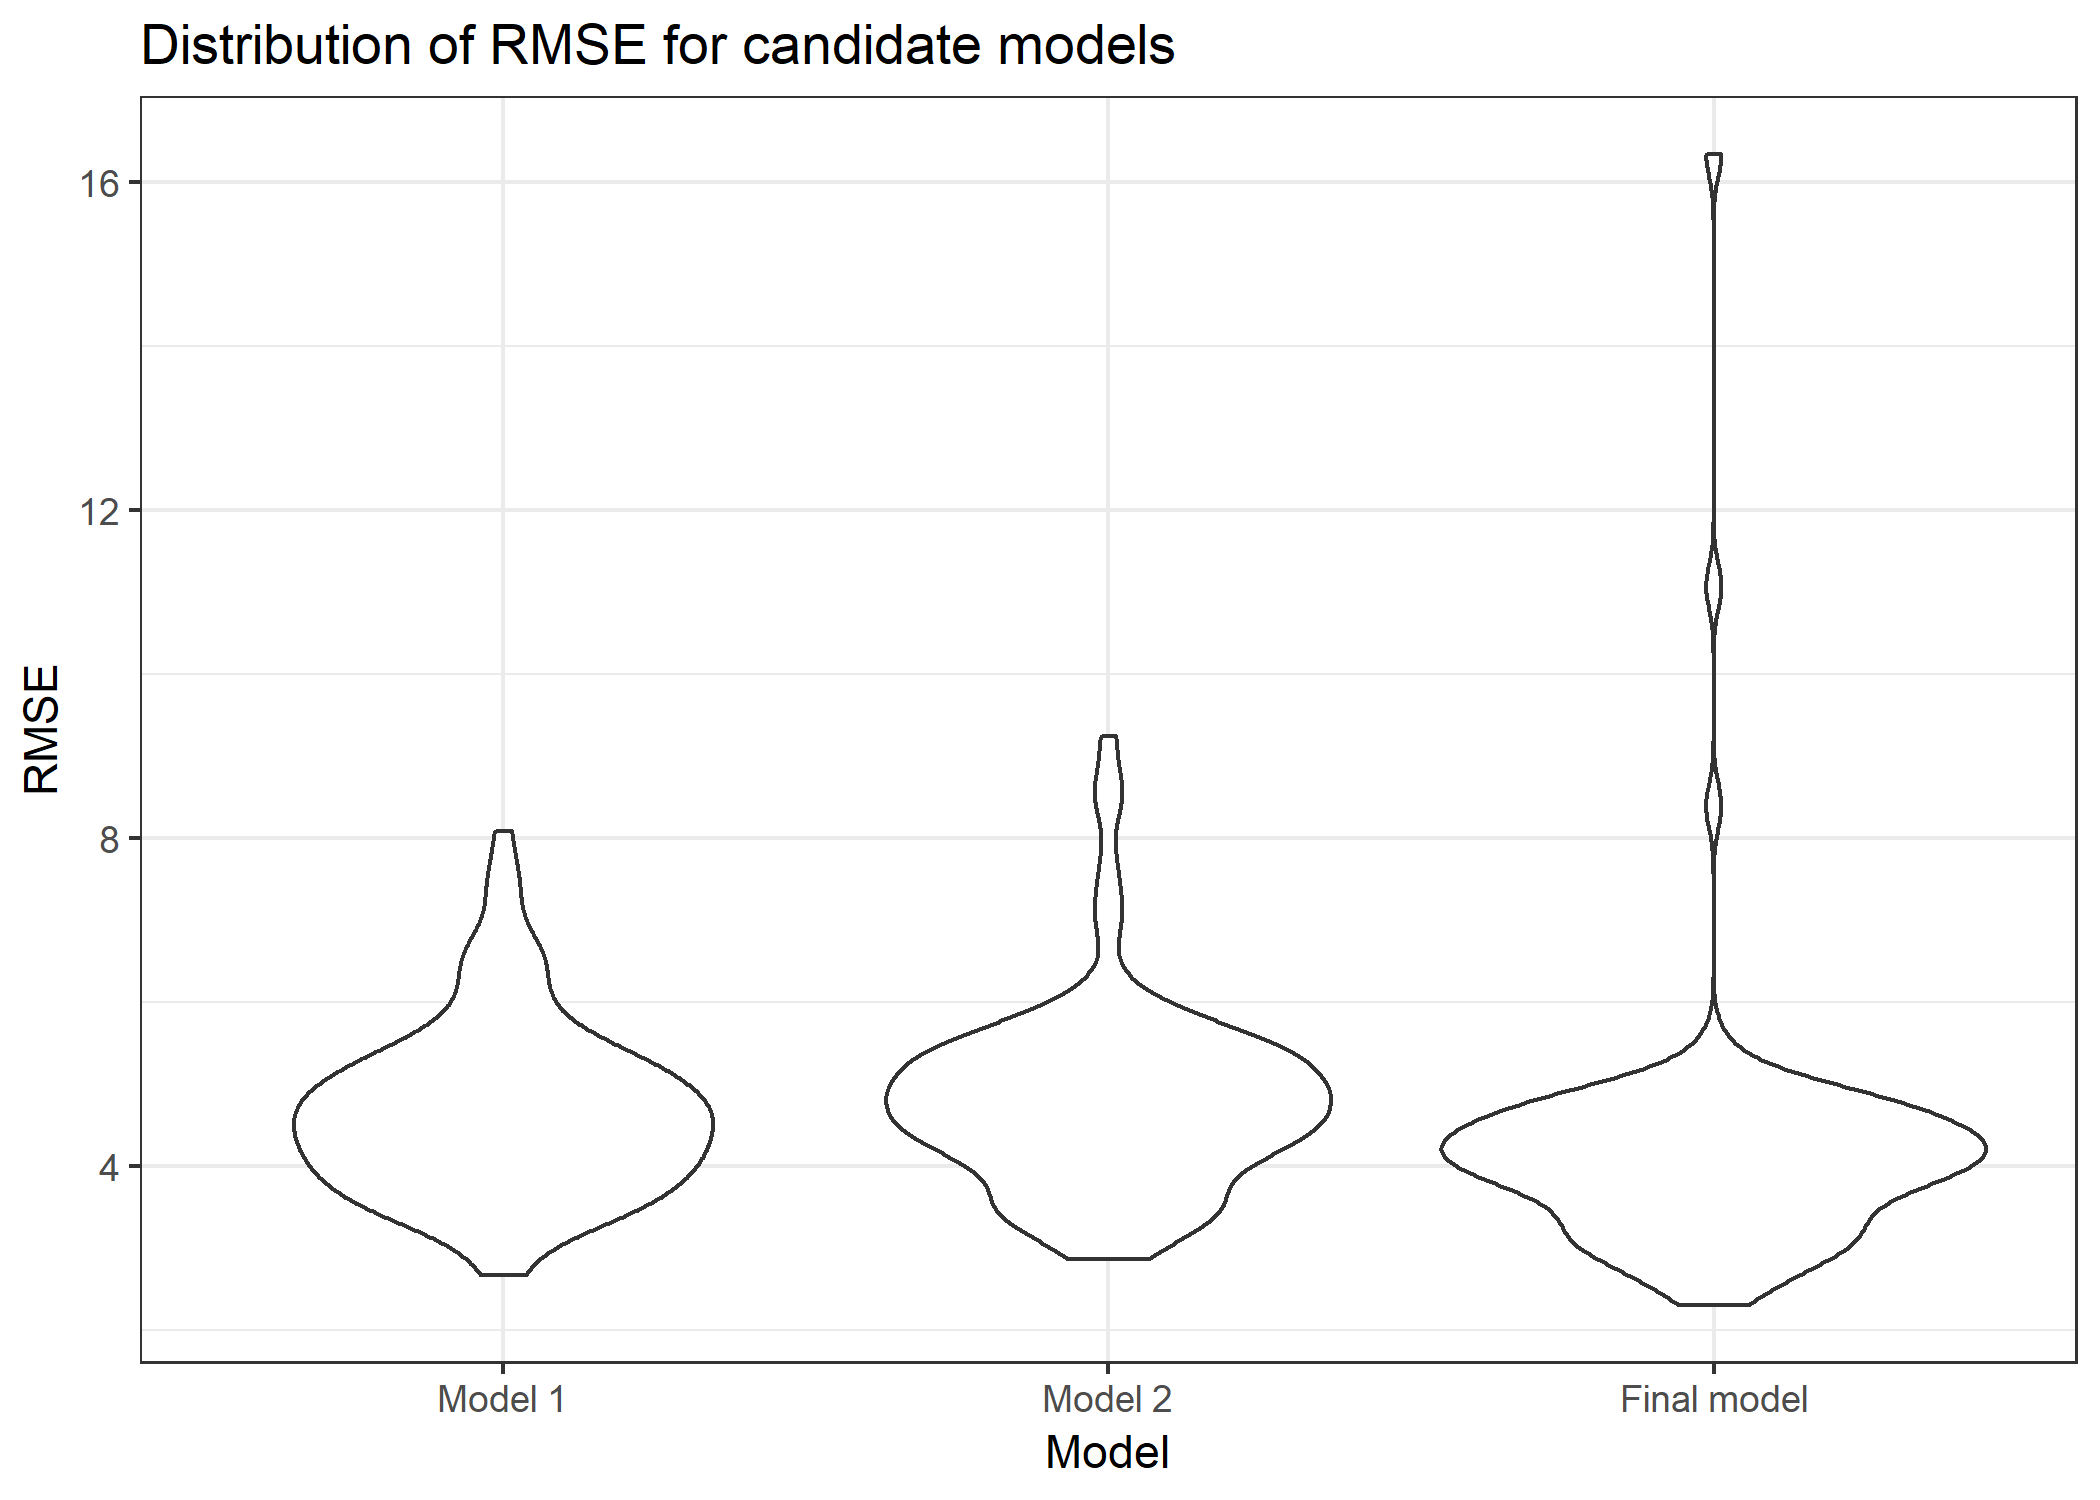 Distribution of RMSE for candidate models
RMSE
16
12
8
4
Model 1
Model 2
Final model
Model